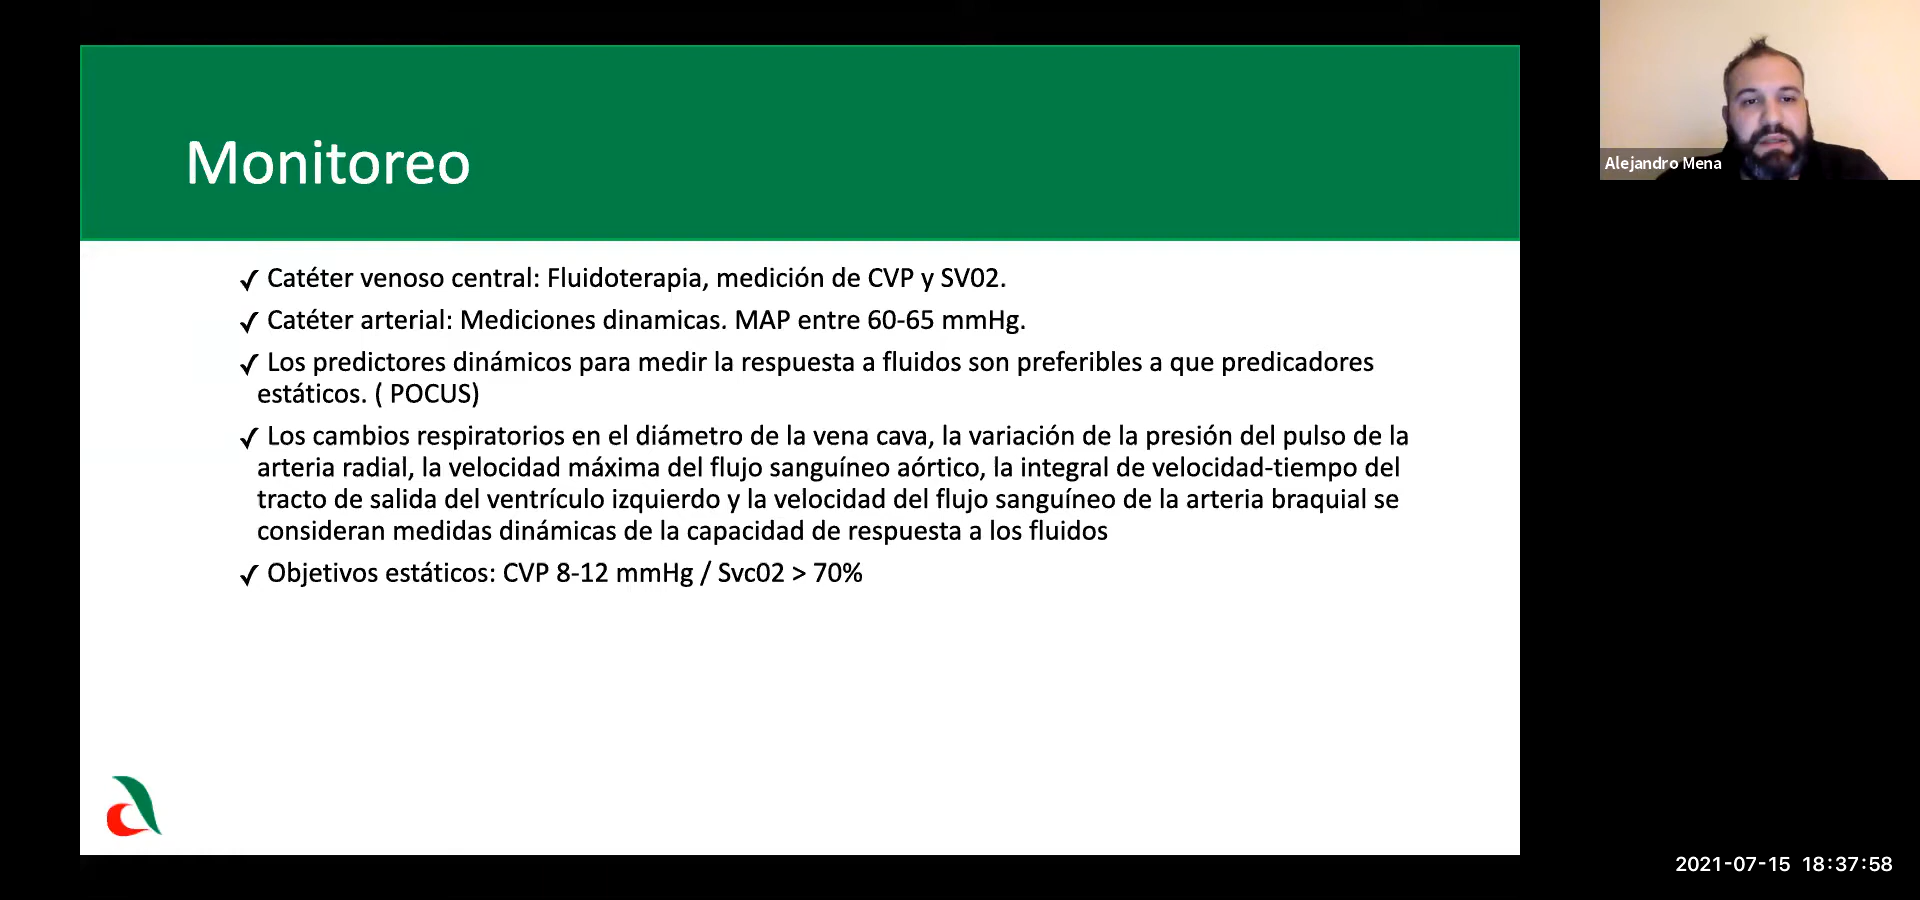 Monitoreo
✓ Catéter venoso central: Fluidoterapia, medición de CVP y SV02.
✓ Catéter arterial: Mediciones dinamicas. MAP entre 60-65 mmHg.
✓ Los predictores dinámicos para medir la respuesta a fluidos son preferibles a que predicadores
estáticos. ( POCUS)
✓ Los cambios respiratorios en el diámetro de la vena cava, la variación de la presión del pulso de la
arteria radial, la velocidad máxima del flujo sanguíneo aórtico, la integral de velocidad-tiempo del
tracto de salida del ventrículo izquierdo y la velocidad del flujo sanguíneo de la arteria braquial se
consideran medidas dinámicas de la capacidad de respuesta a los fluidos
✓ Objetivos estáticos: CVP 8-12 mmHg / Svc02 > 70%
Alejandro Mena
2021-07-15 18:37:58